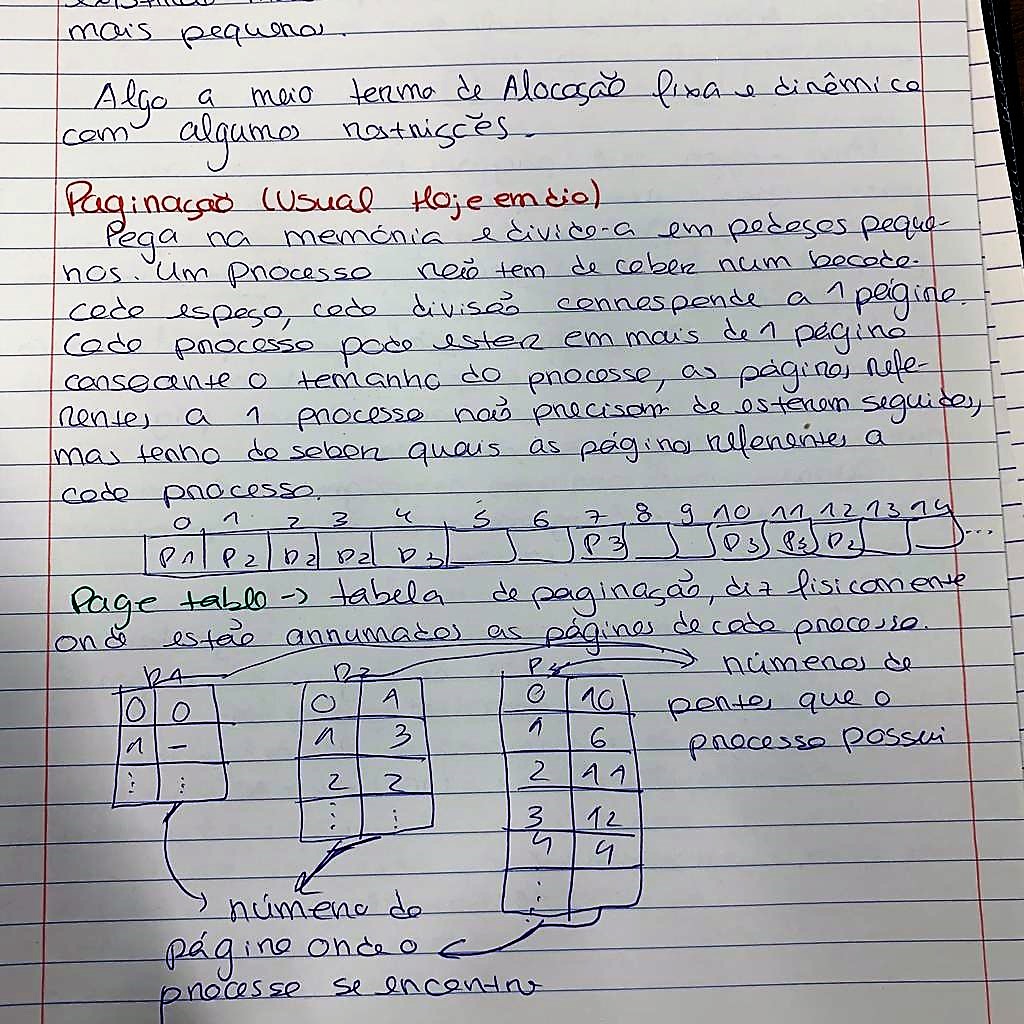 mais pequenos.
Algo a meio termo de Alocação fixa e dinâmica
com algumas restrições.
Paginação (Usual Hoje em dia)
Pega na memória e divide-a em pedaços peque-
nos. Um processo não tem de caber num bocado.
cada espaço, cada divisão corresponde a 1 página.
Cada processo pode estar em mais de 1 página
consoante o tamanho do processo, as páginas refe-
rentes a 1 processo não precisam de estarem seguidas,
mas tenho de saber quais as páginas referentes a
cada processo.
0 1 2 3 4 5 6 7 8 9 10 11 12 13 14
P1 P2 P2 P2 P3 P3 P3 P3 ...
Page table -> tabela de paginação, diz fisicamente
onde estão arrumados as páginas de cada processo.
P1 P2 P3 números de
0 0 0 1 0 10 partes que o
1 - 1 3 1 6 processo possui
⋮ ⋮ 2 2 2 11
⋮ ⋮ 3 12
4 4
⋮
número da
página onde o
processo se encontra